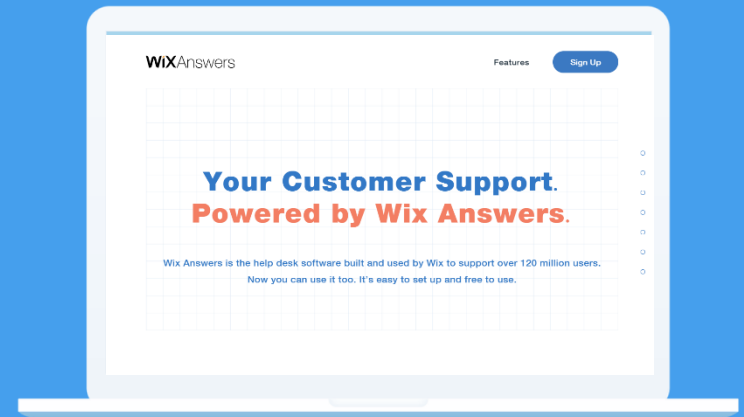 WiXAnswers
Features
Sign Up
Your Customer Support.
Powered by Wix Answers.
Wix Answers is the help desk software built and used by Wix to support over 120 million users.
Now you can use it too. It's easy to set up and free to use.